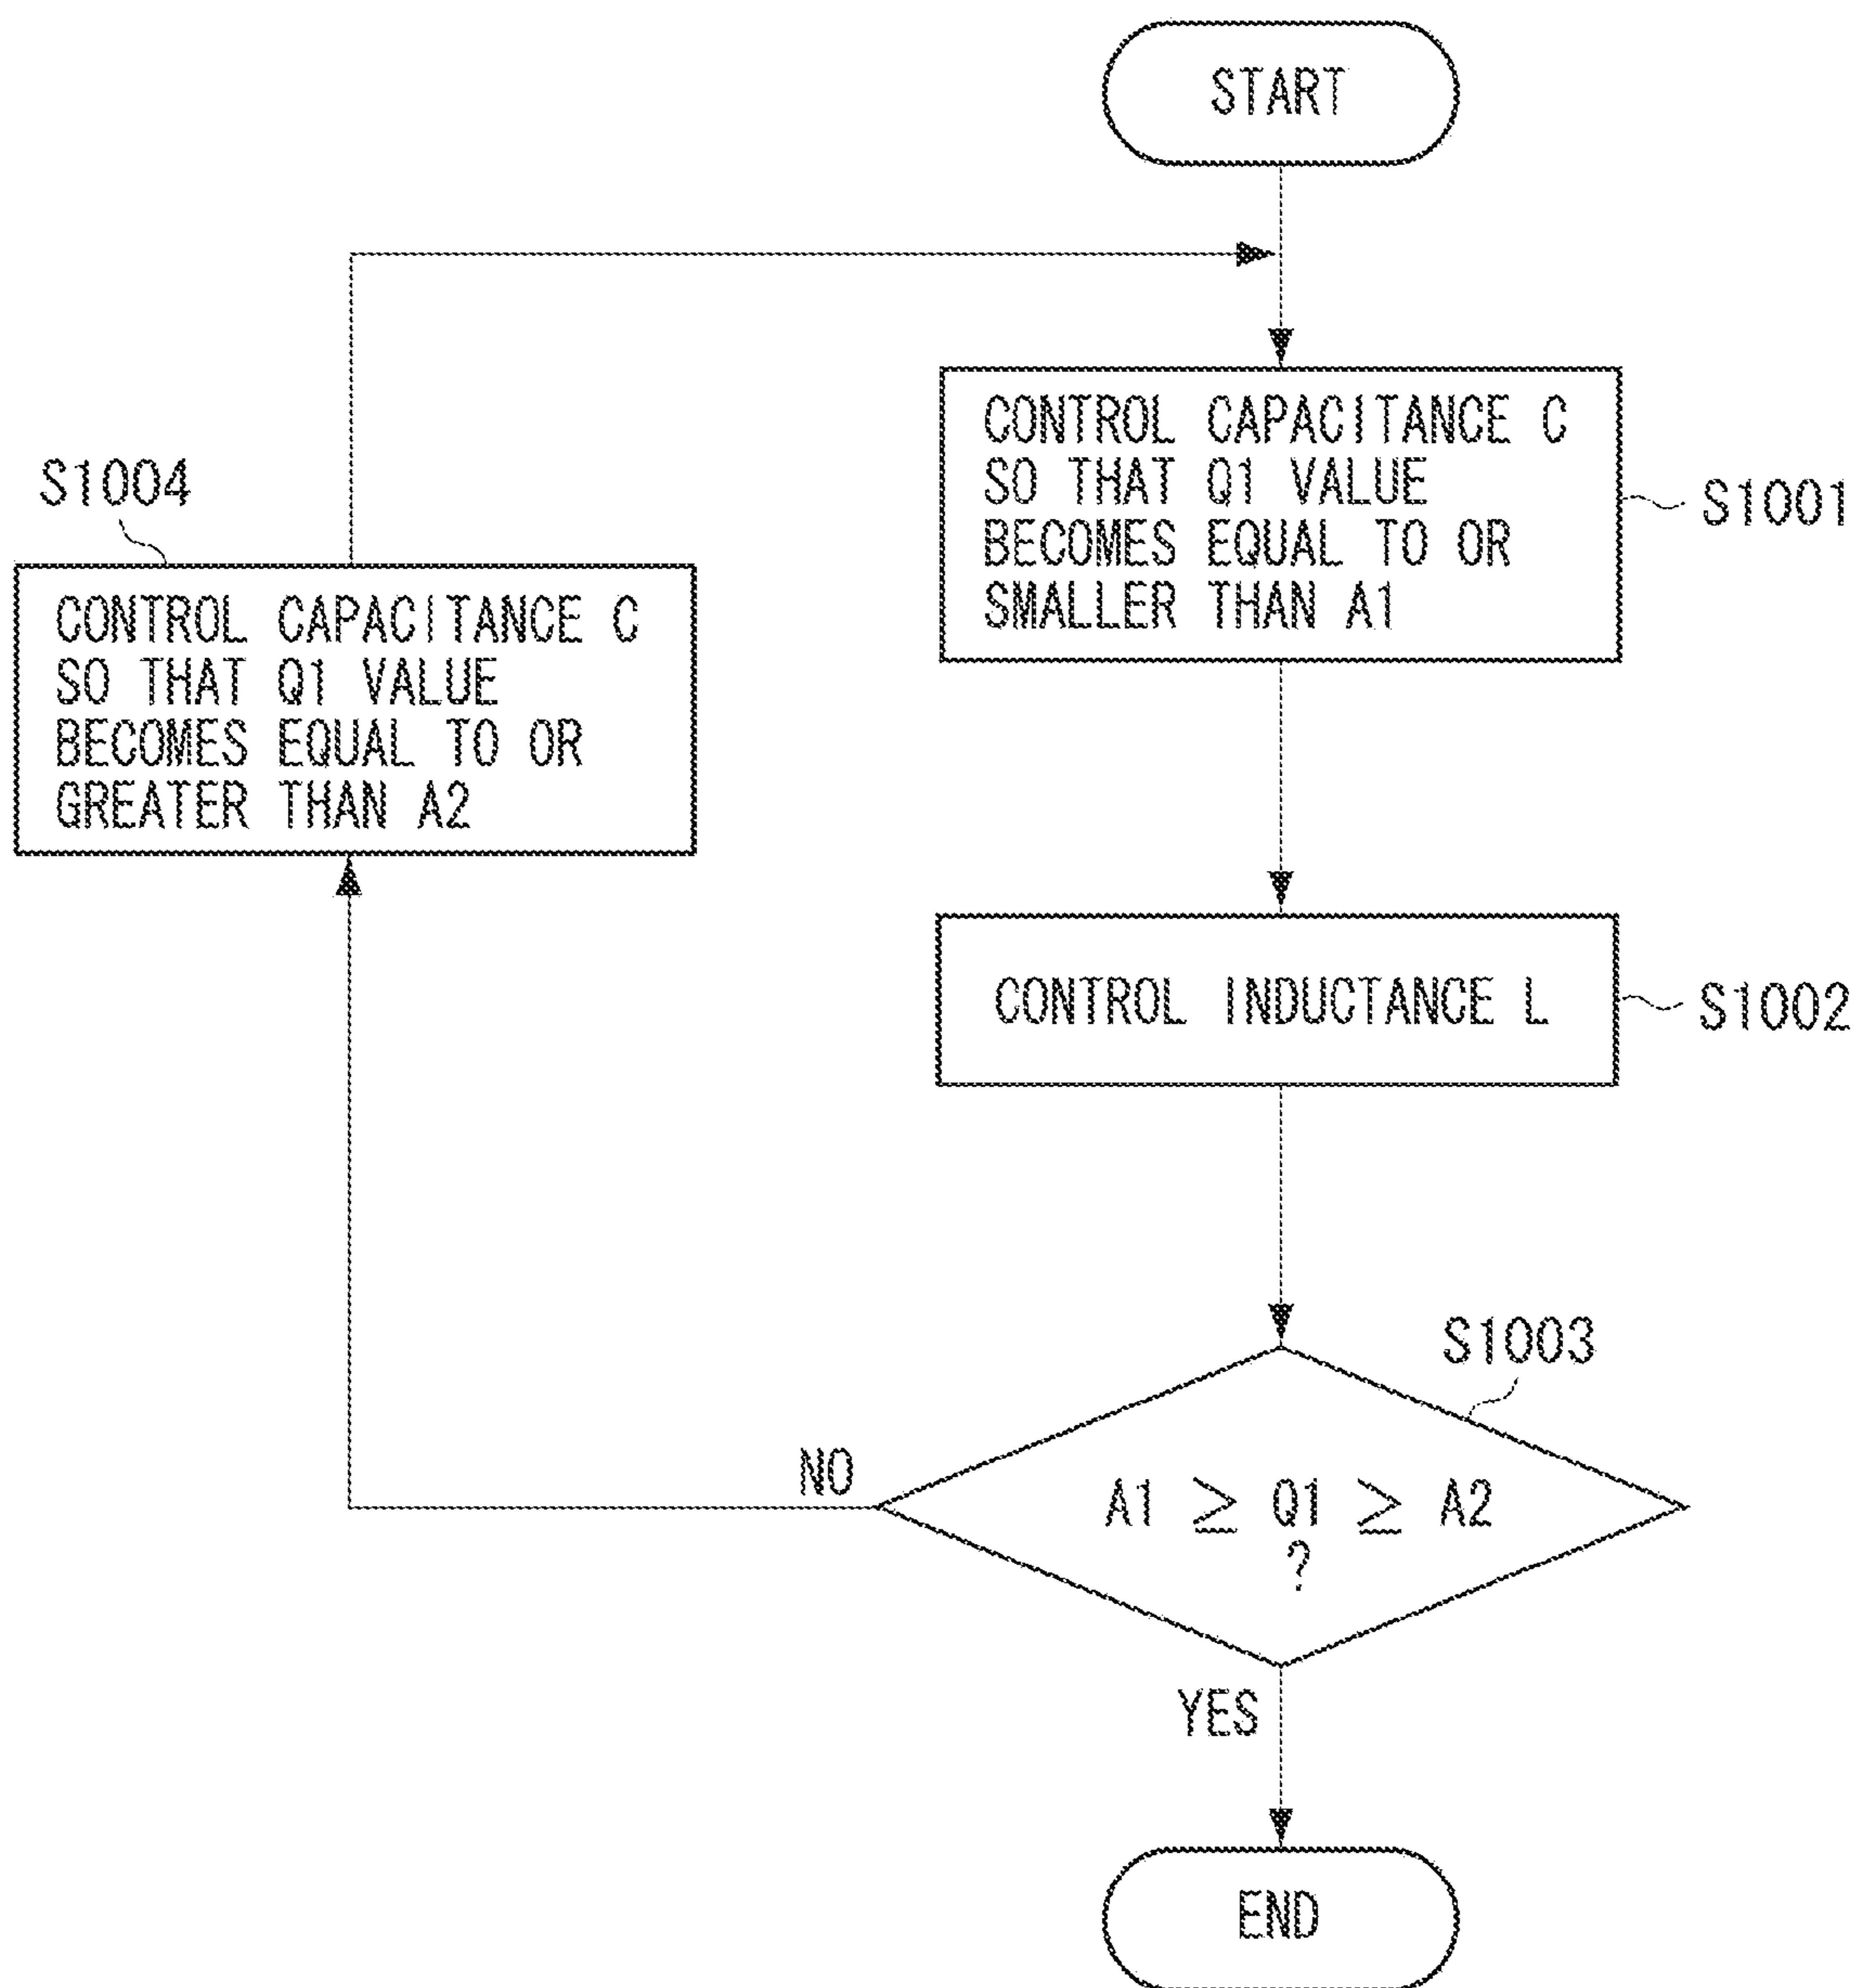 START
CONTROL CAPACITANCE C
SO THAT Q1 VALUE
BECOMES EQUAL TO OR
SMALLER THAN A1
S1001
S1004
CONTROL CAPACITANCE C
SO THAT Q1 VALUE
BECOMES EQUAL TO OR
GREATER THAN A2
CONTROL INDUCTANCE L
S1002
S1003
A1 ≥ Q1 ≥ A2
?
NO
YES
END